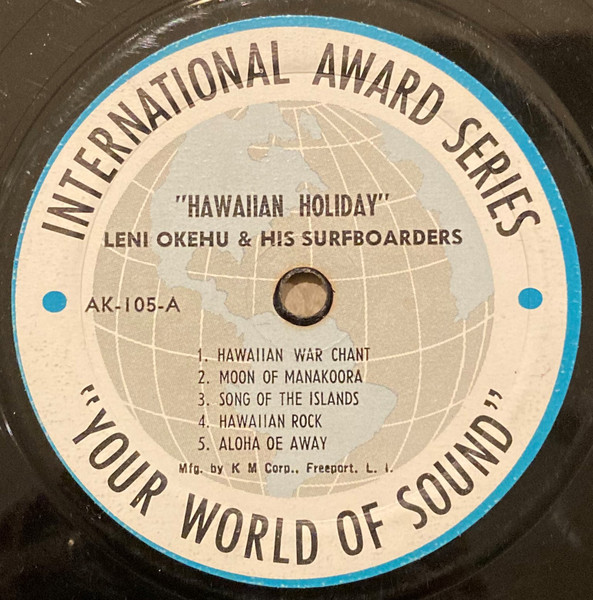 INTERNATIONAL AWARD SERIES
"HAWAIIAN HOLIDAY"
LENI OKEHU & HIS SURFBOARDERS
AK-105-A
1. HAWAIIAN WAR CHANT
2. MOON OF MANAKOORA
3. SONG OF THE ISLANDS
4. HAWAIIAN ROCK
5. ALOHA OE AWAY
Mfg. by K M Corp., Freeport, L. I.
"YOUR WORLD OF SOUND"